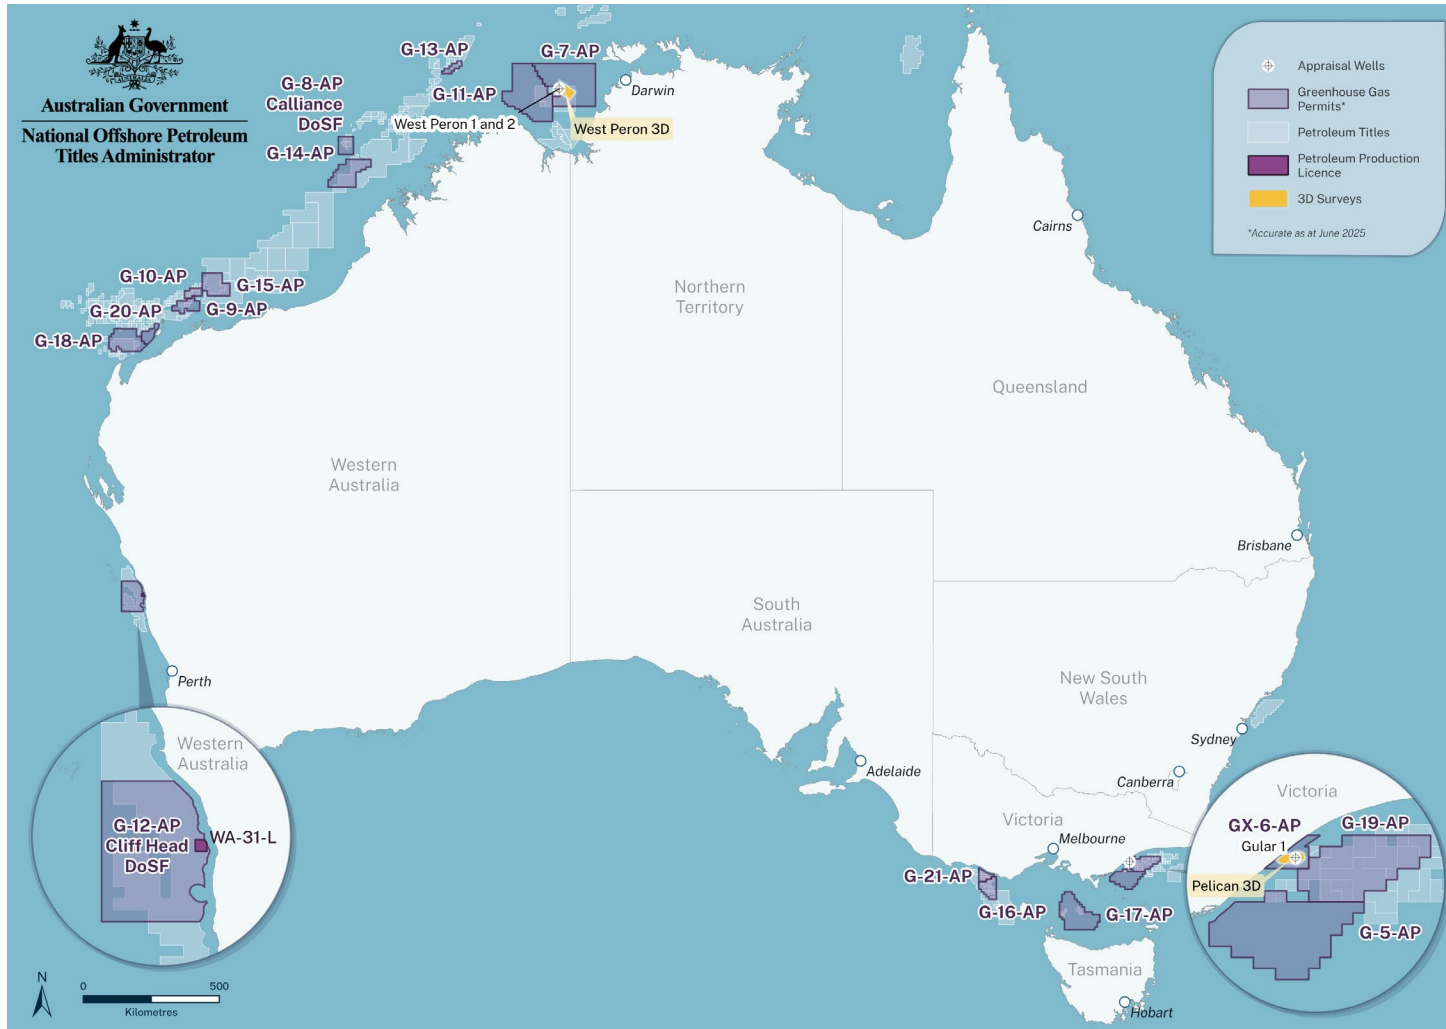 Australian Government
National Offshore Petroleum
Titles Administrator
G-13-AP
G-7-AP
G-8-AP
Calliance
DoSF
G-11-AP
Darwin
West Peron 1 and 2
West Peron 3D
G-14-AP
Appraisal Wells
Greenhouse Gas
Permits*
Petroleum Titles
Petroleum Production
Licence
3D Surveys
*Accurate as at June 2025
Cairns
G-10-AP
G-15-AP
G-20-AP
G-9-AP
G-18-AP
Northern
Territory
Queensland
Western
Australia
Brisbane
South
Australia
Perth
New South
Wales
Sydney
Adelaide
Canberra
Victoria
Melbourne
G-21-AP
G-16-AP
G-17-AP
Tasmania
Hobart
Western
Australia
G-12-AP
Cliff Head
DoSF
WA-31-L
Victoria
GX-6-AP
G-19-AP
Gular 1
Pelican 3D
G-5-AP
N
0
500
Kilometres